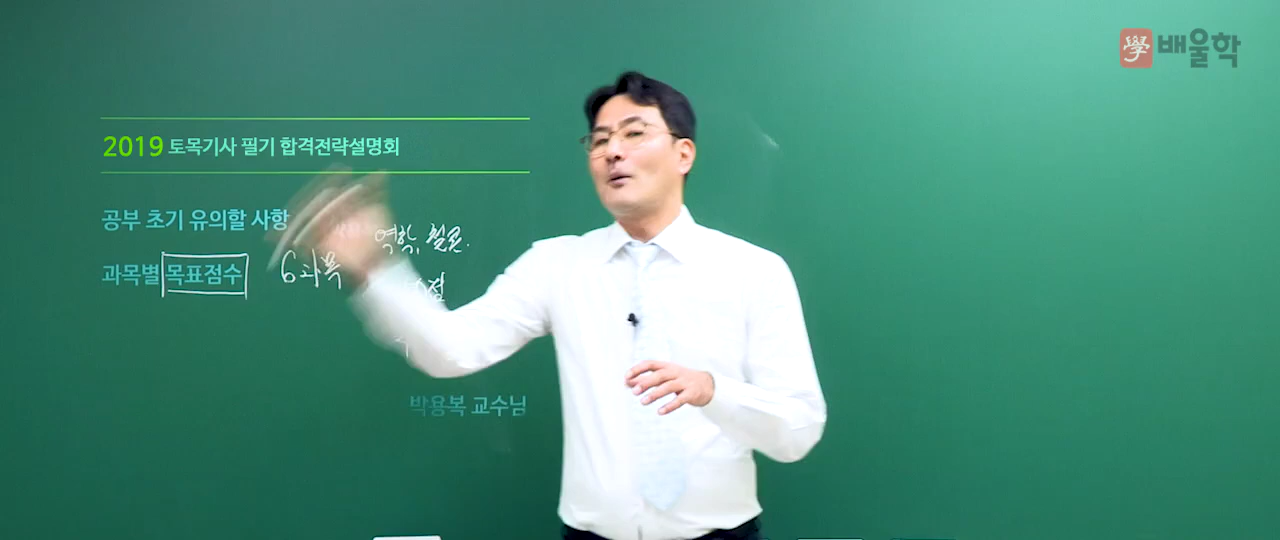 學 배울학
2019 토목기사 필기 합격전략설명회
공부 초기 유의할 사항
역학, 철콘.
과목별 목표점수 6과목
점
박용복 교수님